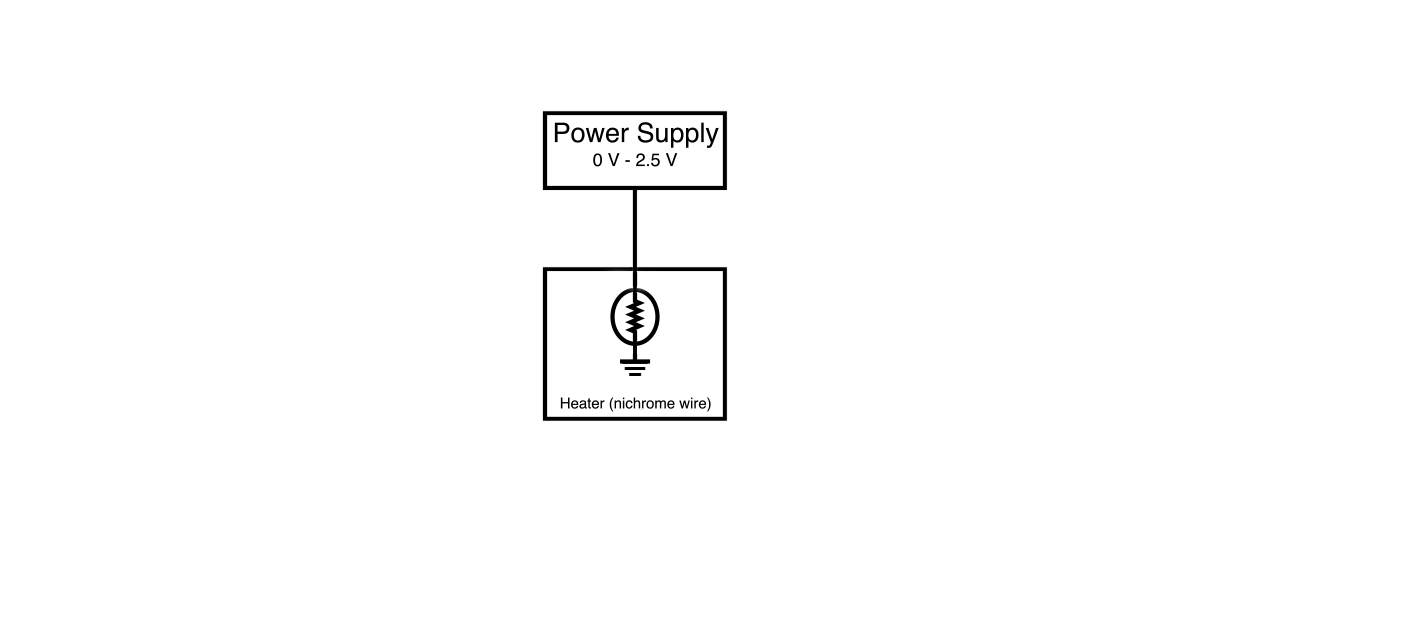 Power Supply
0 V - 2.5 V
Heater (nichrome wire)